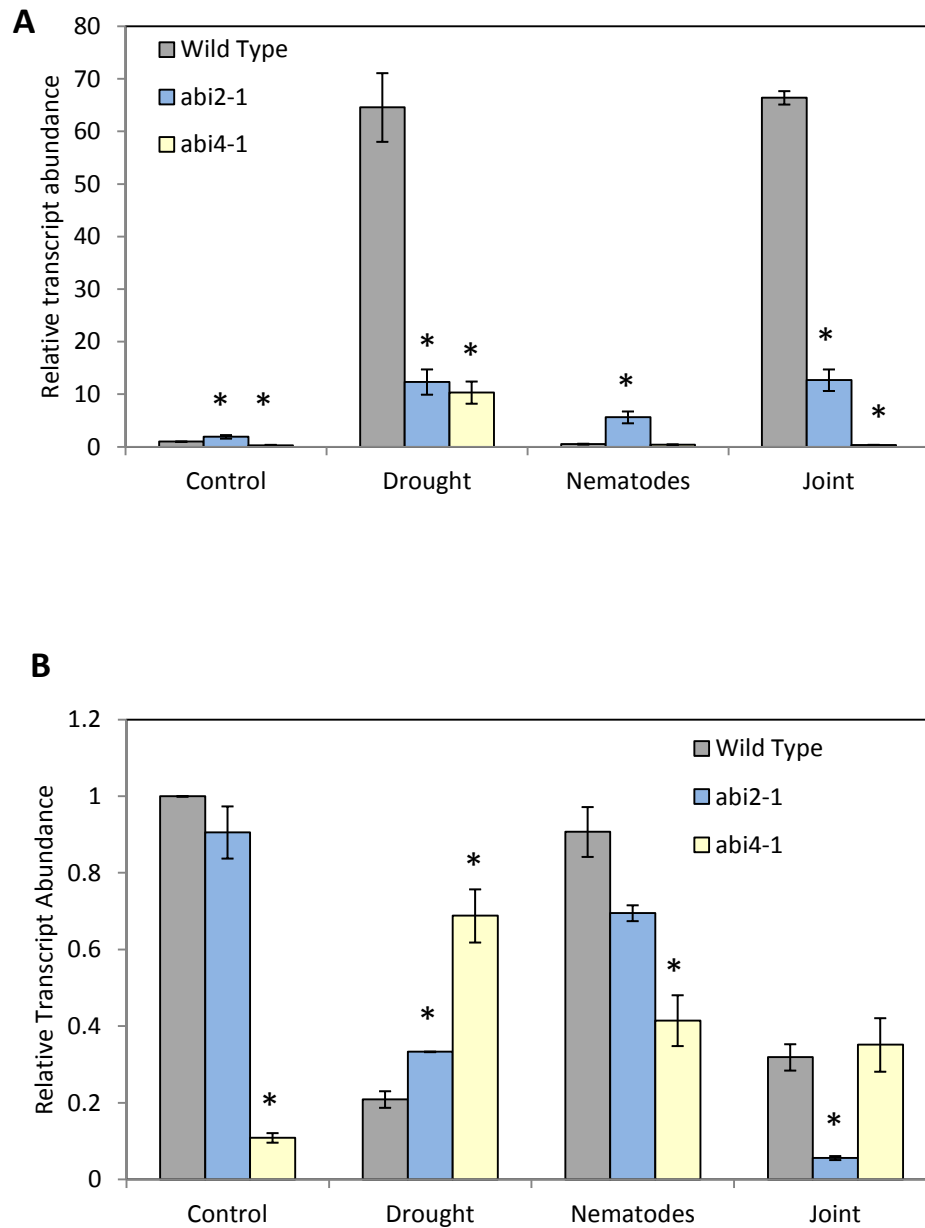 A
80
70
60
50
40
30
20
10
0
Relative transcript abundance
Wild Type
abi2-1
abi4-1
* *
* *
*
*
*
Control Drought Nematodes Joint
B
1.2
1
0.8
0.6
0.4
0.2
0
Relative Transcript Abundance
Wild Type
abi2-1
abi4-1
*
*
*
*
*
Control Drought Nematodes Joint